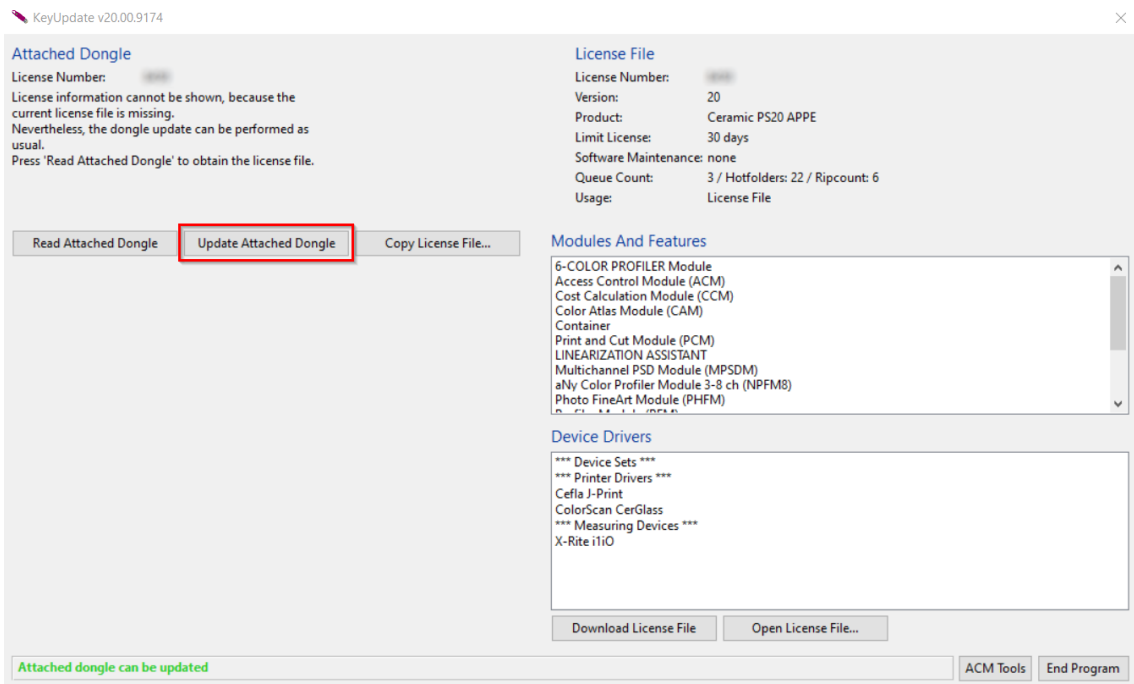 KeyUpdate v20.00.9174
Attached Dongle
License Number:
License information cannot be shown, because the
current license file is missing.
Nevertheless, the dongle update can be performed as
usual.
Press 'Read Attached Dongle' to obtain the license file.
Read Attached Dongle
Update Attached Dongle
Copy License File...
License File
License Number:
Version: 20
Product: Ceramic PS20 APPE
Limit License: 30 days
Software Maintenance: none
Queue Count: 3 / Hotfolders: 22 / Ripcount: 6
Usage: License File
Modules And Features
6-COLOR PROFILER Module
Access Control Module (ACM)
Cost Calculation Module (CCM)
Color Atlas Module (CAM)
Container
Print and Cut Module (PCM)
LINEARIZATION ASSISTANT
Multichannel PSD Module (MPSDM)
aNy Color Profiler Module 3-8 ch (NPFM8)
Photo FineArt Module (PHFM)
Device Drivers
*** Device Sets ***
*** Printer Drivers ***
Cefla J-Print
ColorScan CerGlass
*** Measuring Devices ***
X-Rite i1iO
Download License File
Open License File...
Attached dongle can be updated
ACM Tools
End Program